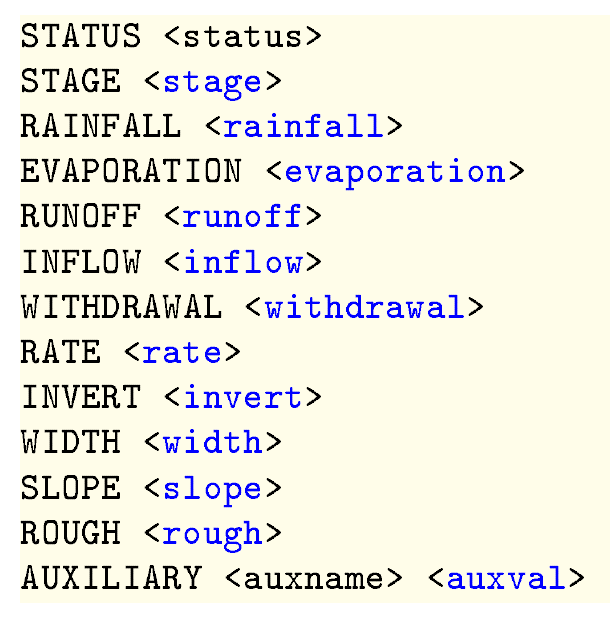 STATUS <status>
STAGE <stage>
RAINFALL <rainfall>
EVAPORATION <evaporation>
RUNOFF <runoff>
INFLOW <inflow>
WITHDRAWAL <withdrawal>
RATE <rate>
INVERT <invert>
WIDTH <width>
SLOPE <slope>
ROUGH <rough>
AUXILIARY <auxname> <auxval>